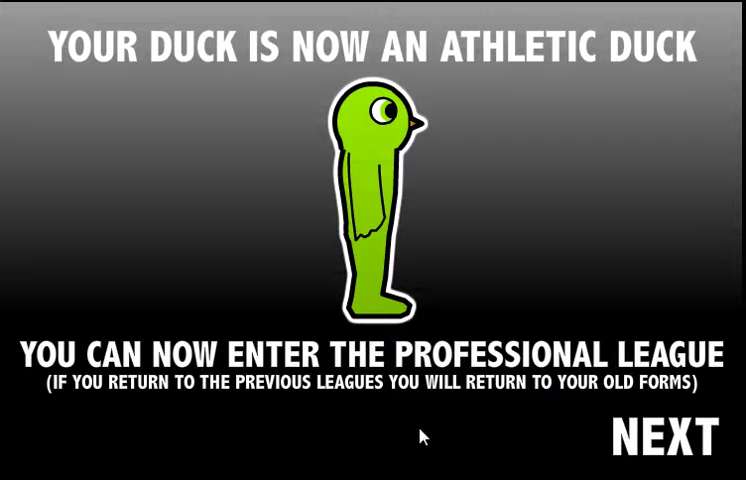 YOUR DUCK IS NOW AN ATHLETIC DUCK
YOU CAN NOW ENTER THE PROFESSIONAL LEAGUE
(IF YOU RETURN TO THE PREVIOUS LEAGUES YOU WILL RETURN TO YOUR OLD FORMS)
NEXT